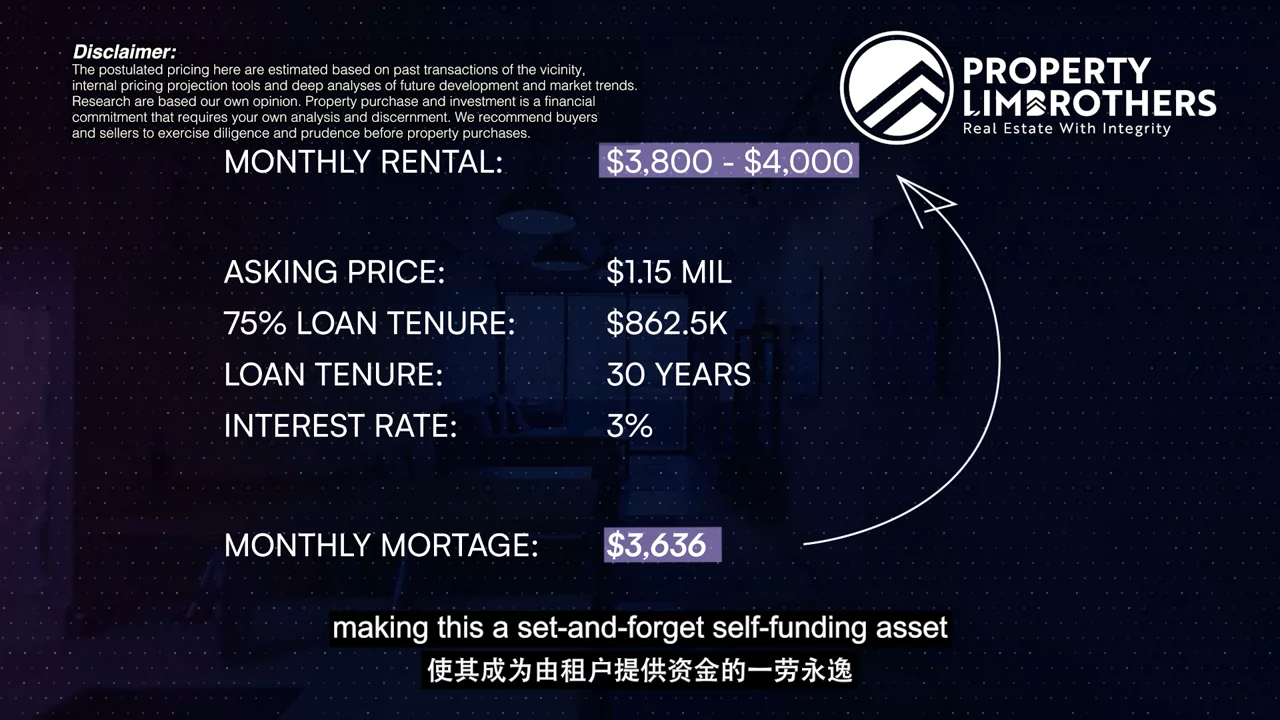 Disclaimer:
The postulated pricing here are estimated based on past transactions of the vicinity,
internal pricing projection tools and deep analyses of future development and market trends.
Research are based our own opinion. Property purchase and investment is a financial
commitment that requires your own analysis and discernment. We recommend buyers
and sellers to exercise diligence and prudence before property purchases.
PROPERTY
LIMBROTHERS
Real Estate With Integrity
MONTHLY RENTAL: $3,800 - $4,000
ASKING PRICE: $1.15 MIL
75% LOAN TENURE: $862.5K
LOAN TENURE: 30 YEARS
INTEREST RATE: 3%
MONTHLY MORTAGE: $3,636
making this a set-and-forget self-funding asset
使其成为由租户提供资金的一劳永逸